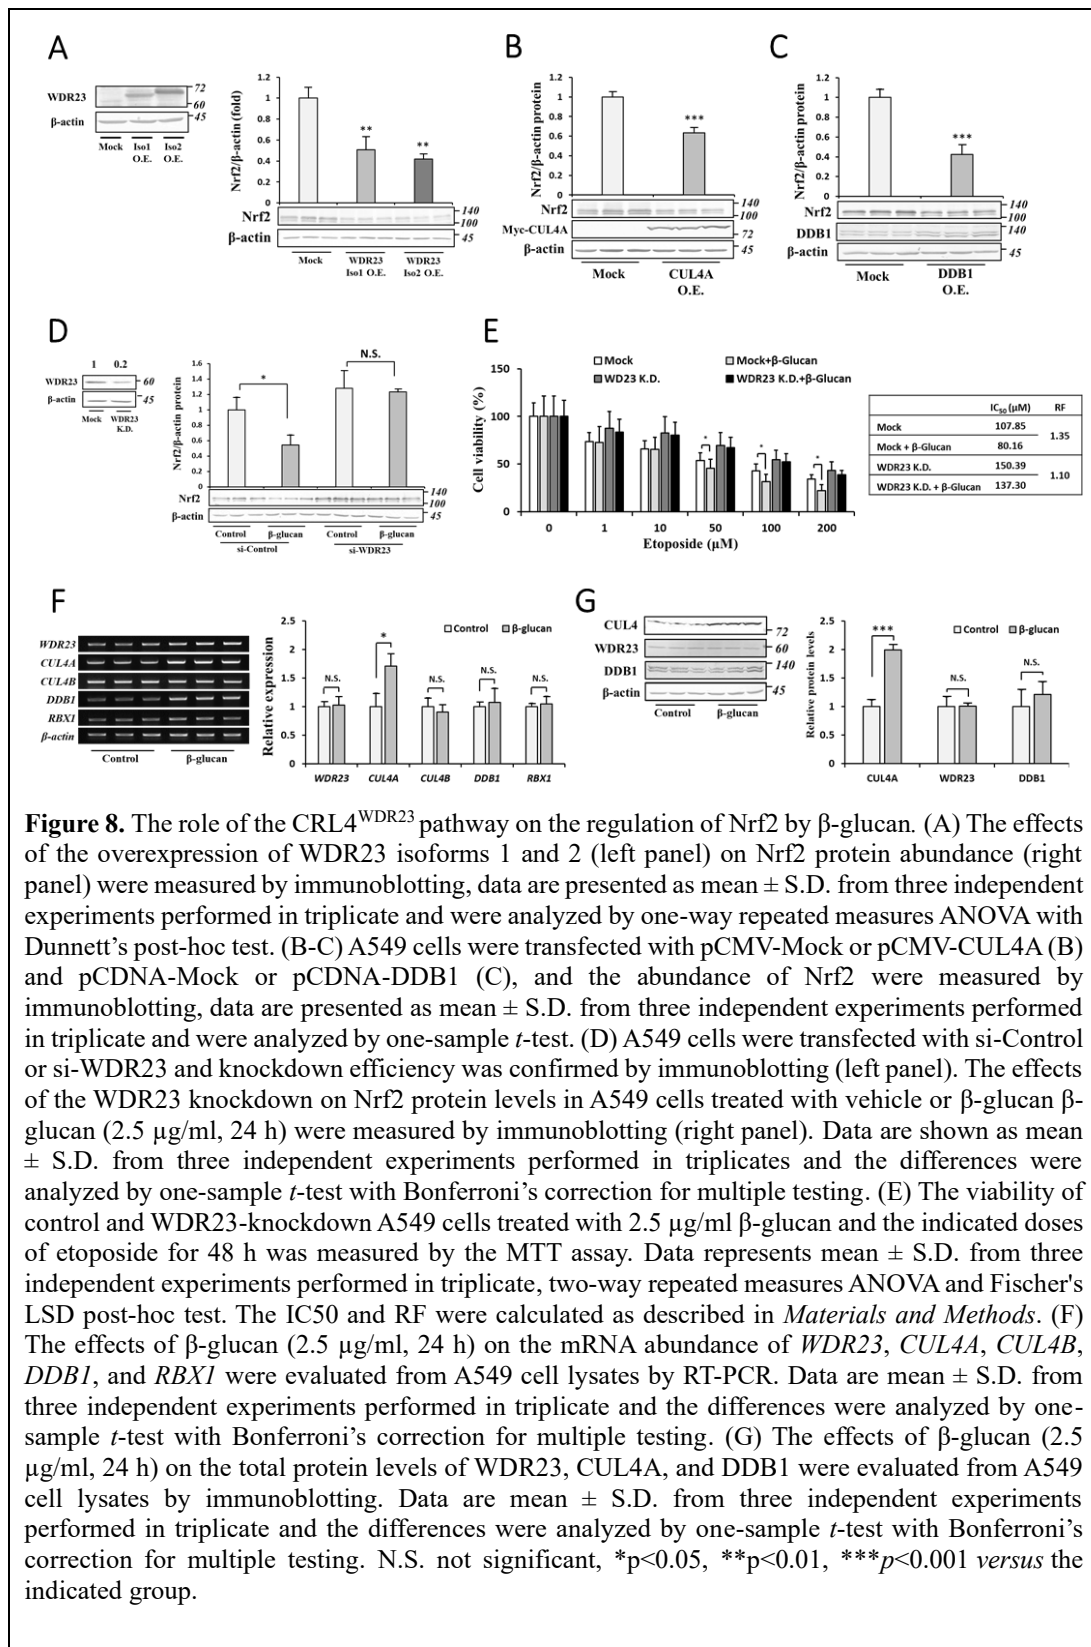 A
WDR23
72
60
β-actin
45
Mock
Iso1
O.E.
Iso2
O.E.
Nrf2/β-actin (fold)
1.2
1
0.8
0.6
0.4
0.2
0
**
**
Nrf2
140
100
β-actin
45
Mock
WDR23
Iso1 O.E.
WDR23
Iso2 O.E.
B
Nrf2/β-actin protein
1.2
1
0.8
0.6
0.4
0.2
0
***
Nrf2
140
100
Myc-CUL4A
72
β-actin
45
Mock
CUL4A
O.E.
C
Nrf2/β-actin protein
1.2
1
0.8
0.6
0.4
0.2
0
***
Nrf2
140
100
DDB1
140
β-actin
45
Mock
DDB1
O.E.
D
1 0.2
WDR23
60
β-actin
45
Mock
WDR23
K.D.
Nrf2/β-actin protein
1.6
1.4
1.2
1.0
0.8
0.6
0.4
0.2
0
*
N.S.
Nrf2
140
100
β-actin
45
Control β-glucan Control β-glucan
si-Control si-WDR23
E
Mock
Mock+β-Glucan
WD23 K.D.
WDR23 K.D.+β-Glucan
Cell viability (%)
150
100
50
0
* * *
0 1 10 50 100 200
Etoposide (µM)
IC50 (µM) RF
Mock 107.85
1.35
Mock + β-Glucan 80.16
WDR23 K.D. 150.39
1.10
WDR23 K.D. + β-Glucan 137.30
F
WDR23
CUL4A
CUL4B
DDB1
RBX1
β-actin
Control β-glucan
Relative expression
2.5
2
1.5
1
0.5
0
Control β-glucan
N.S. * N.S. N.S. N.S.
WDR23 CUL4A CUL4B DDB1 RBX1
G
CUL4
72
WDR23
60
DDB1
140
β-actin
45
Control β-glucan
Relative protein levels
2.5
2
1.5
1
0.5
0
Control β-glucan
*** N.S. N.S.
CUL4A WDR23 DDB1
Figure 8. The role of the CRL4WDR23 pathway on the regulation of Nrf2 by β-glucan. (A) The effects
of the overexpression of WDR23 isoforms 1 and 2 (left panel) on Nrf2 protein abundance (right
panel) were measured by immunoblotting, data are presented as mean ± S.D. from three independent
experiments performed in triplicate and were analyzed by one-way repeated measures ANOVA with
Dunnett's post-hoc test. (B-C) A549 cells were transfected with pCMV-Mock or pCMV-CUL4A (B)
and pCDNA-Mock or pCDNA-DDB1 (C), and the abundance of Nrf2 were measured by
immunoblotting, data are presented as mean ± S.D. from three independent experiments performed
in triplicate and were analyzed by one-sample t-test. (D) A549 cells were transfected with si-Control
or si-WDR23 and knockdown efficiency was confirmed by immunoblotting (left panel). The effects
of the WDR23 knockdown on Nrf2 protein levels in A549 cells treated with vehicle or β-glucan β-
glucan (2.5 µg/ml, 24 h) were measured by immunoblotting (right panel). Data are shown as mean
± S.D. from three independent experiments performed in triplicates and the differences were
analyzed by one-sample t-test with Bonferroni's correction for multiple testing. (E) The viability of
control and WDR23-knockdown A549 cells treated with 2.5 µg/ml β-glucan and the indicated doses
of etoposide for 48 h was measured by the MTT assay. Data represents mean ± S.D. from three
independent experiments performed in triplicate, two-way repeated measures ANOVA and Fischer's
LSD post-hoc test. The IC50 and RF were calculated as described in Materials and Methods. (F)
The effects of β-glucan (2.5 µg/ml, 24 h) on the mRNA abundance of WDR23, CUL4A, CUL4B,
DDB1, and RBX1 were evaluated from A549 cell lysates by RT-PCR. Data are mean ± S.D. from
three independent experiments performed in triplicate and the differences were analyzed by one-
sample t-test with Bonferroni's correction for multiple testing. (G) The effects of β-glucan (2.5
µg/ml, 24 h) on the total protein levels of WDR23, CUL4A, and DDB1 were evaluated from A549
cell lysates by immunoblotting. Data are mean ± S.D. from three independent experiments
performed in triplicate and the differences were analyzed by one-sample t-test with Bonferroni's
correction for multiple testing. N.S. not significant, *p<0.05, **p<0.01, ***p<0.001 versus the
indicated group.